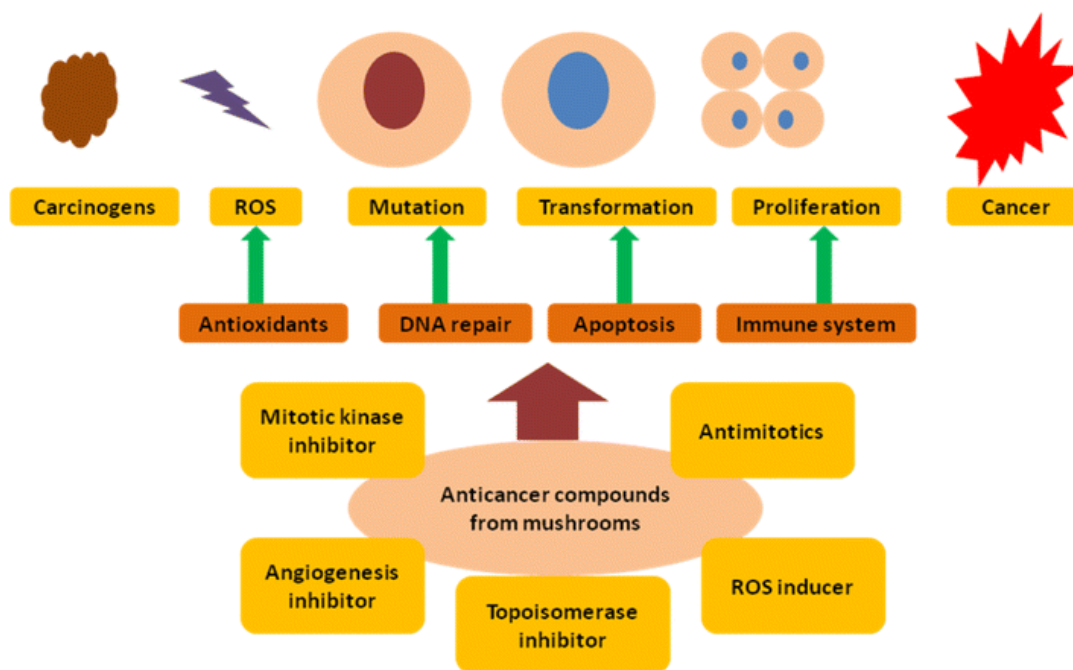 Carcinogens
ROS
Mutation
Transformation
Proliferation
Cancer
Antioxidants
DNA repair
Apoptosis
Immune system
Mitotic kinase
inhibitor
Antimitotics
Anticancer compounds
from mushrooms
Angiogenesis
inhibitor
ROS inducer
Topoisomerase
inhibitor